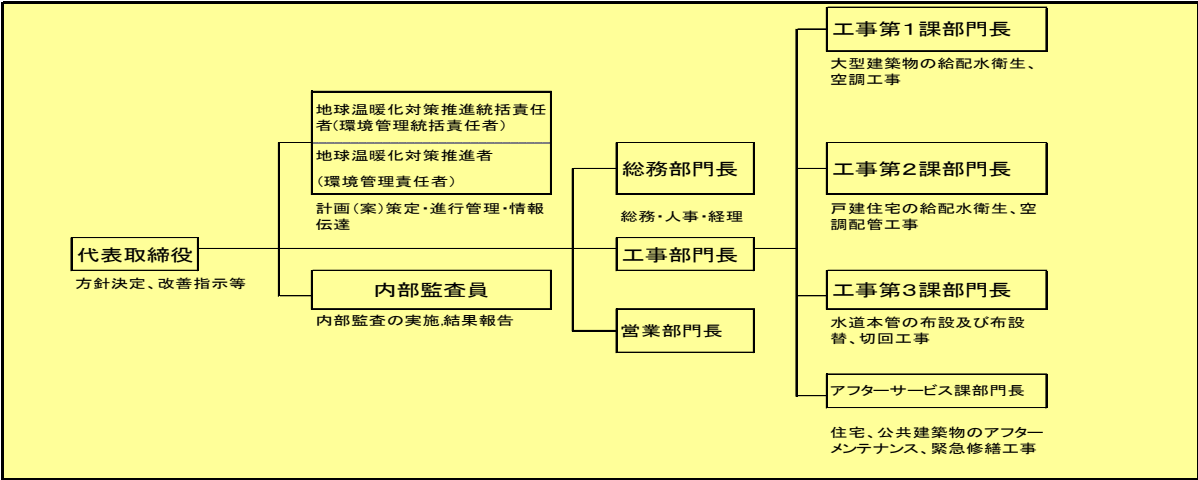 代表取締役
方針決定、改善指示等
地球温暖化対策推進統括責任
者(環境管理統括責任者)
地球温暖化対策推進者
(環境管理責任者)
計画(案)策定・進行管理・情報
伝達
内部監査員
内部監査の実施.結果報告
総務部門長
総務・人事・経理
工事部門長
営業部門長
工事第1課部門長
大型建築物の給配水衛生、
空調工事
工事第2課部門長
戸建住宅の給配水衛生、空
調配管工事
工事第3課部門長
水道本管の布設及び布設
替、切回工事
アフターサービス課部門長
住宅、公共建築物のアフター
メンテナンス、緊急修繕工事